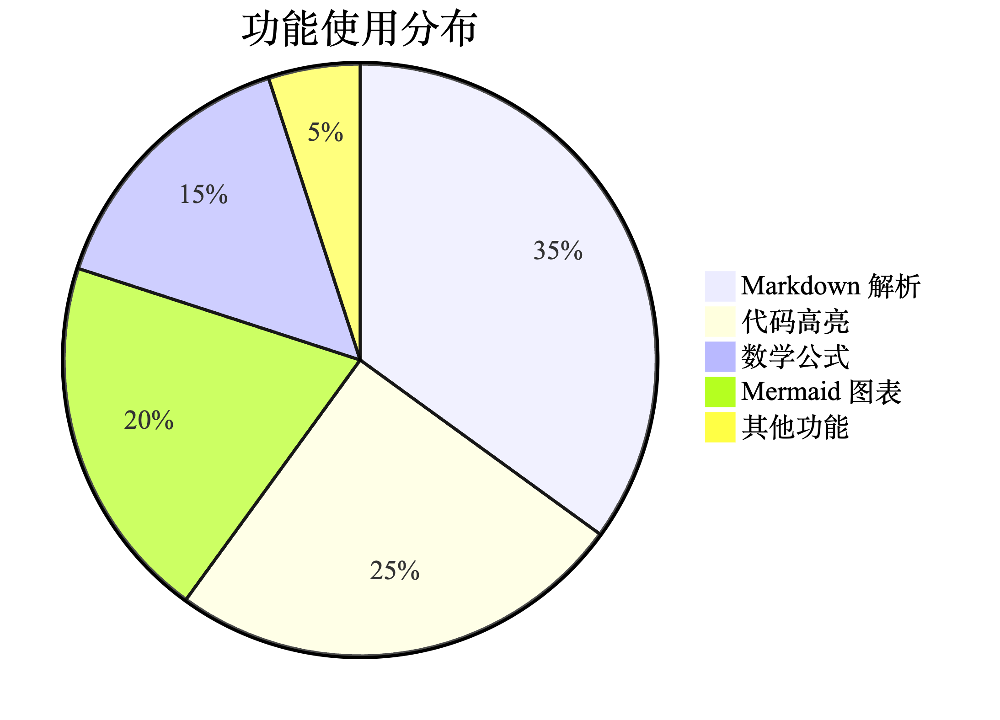 功能使用分布
5%
15%
35%
20%
25%
Markdown 解析
代码高亮
数学公式
Mermaid 图表
其他功能